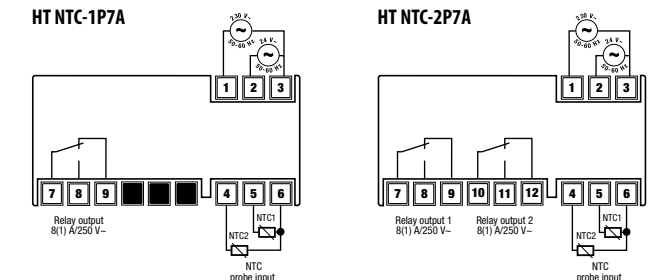 HT NTC-1P7A
230 V~
50-60 Hz
24 V~
50-60 Hz
1 2 3
7 8 9
4 5 6
Relay output
8(1) A/250 V~
NTC1
NTC2
NTC
probe input
HT NTC-2P7A
230 V~
50-60 Hz
24 V~
50-60 Hz
1 2 3
7 8 9 10 11 12
4 5 6
Relay output 1
8(1) A/250 V~
Relay output 2
8(1) A/250 V~
NTC1
NTC2
NTC
probe input